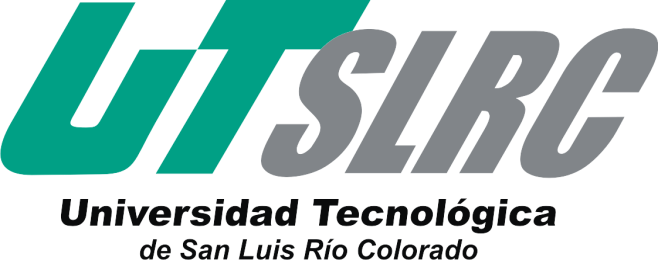 UTSLRC
Universidad Tecnológica
de San Luis Río Colorado